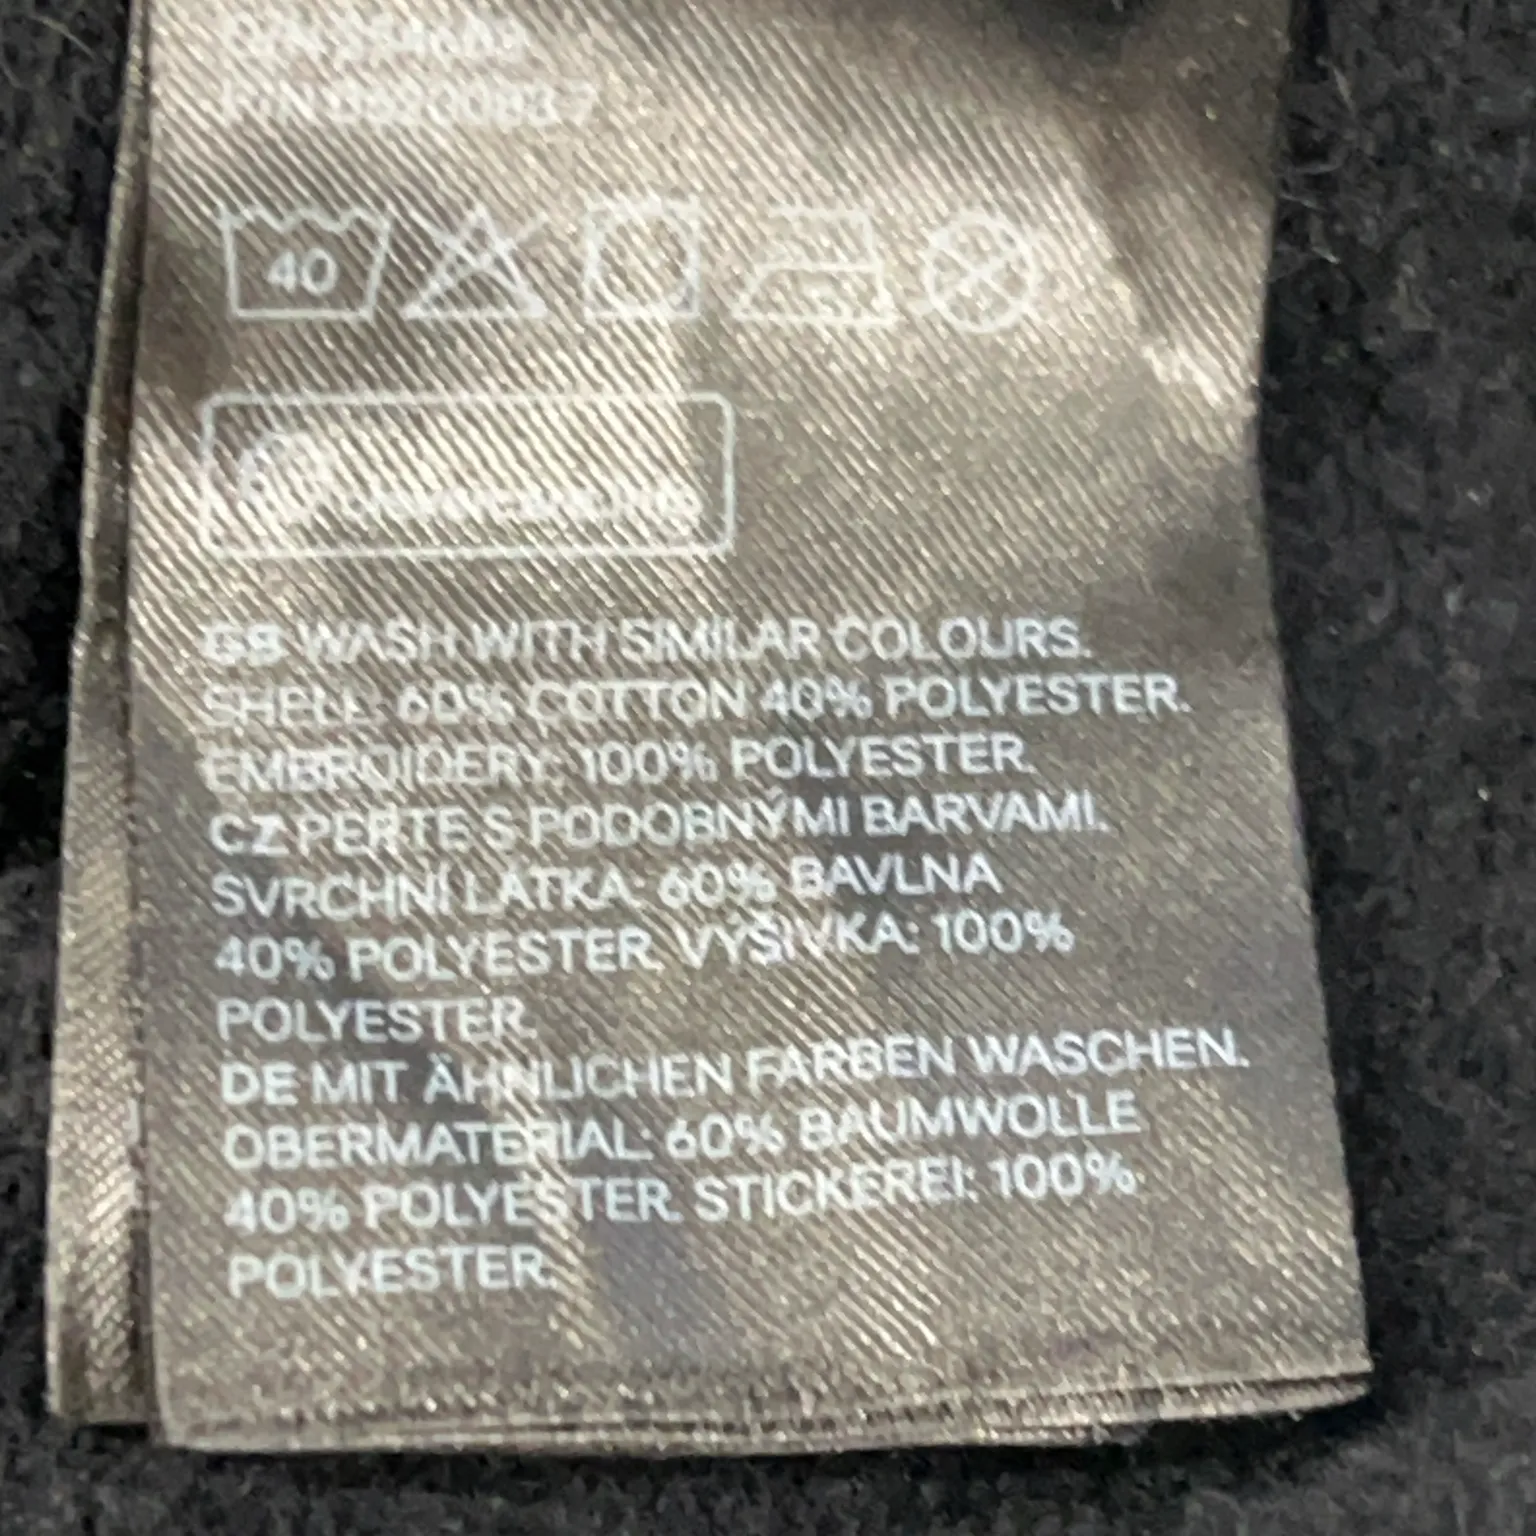 40
GB WASH WITH SIMILAR COLOURS.
SHELL: 60% COTTON 40% POLYESTER.
EMBROIDERY: 100% POLYESTER.
CZ PERTE S PODOBNÝMI BARVAMI.
SVRCHNÍ LÁTKA: 60% BAVLNA
40% POLYESTER. VÝŠIVKA: 100%
POLYESTER.
DE MIT ÄHNLICHEN FARBEN WASCHEN.
OBERMATERIAL: 60% BAUMWOLLE
40% POLYESTER. STICKEREI: 100%
POLYESTER.